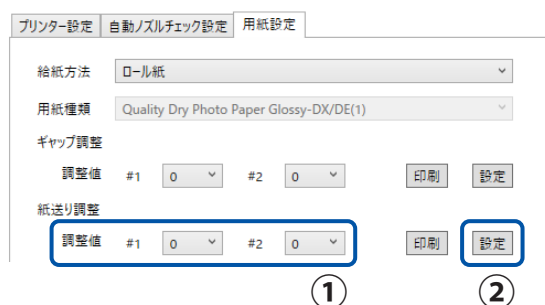 プリンター設定 自動ノズルチェック設定 用紙設定
給紙方法 ロール紙
用紙種類 Quality Dry Photo Paper Glossy-DX/DE(1)
ギャップ調整
調整値 #1 0 #2 0 印刷 設定
紙送り調整
調整値 #1 0 #2 0 印刷 設定
① ②